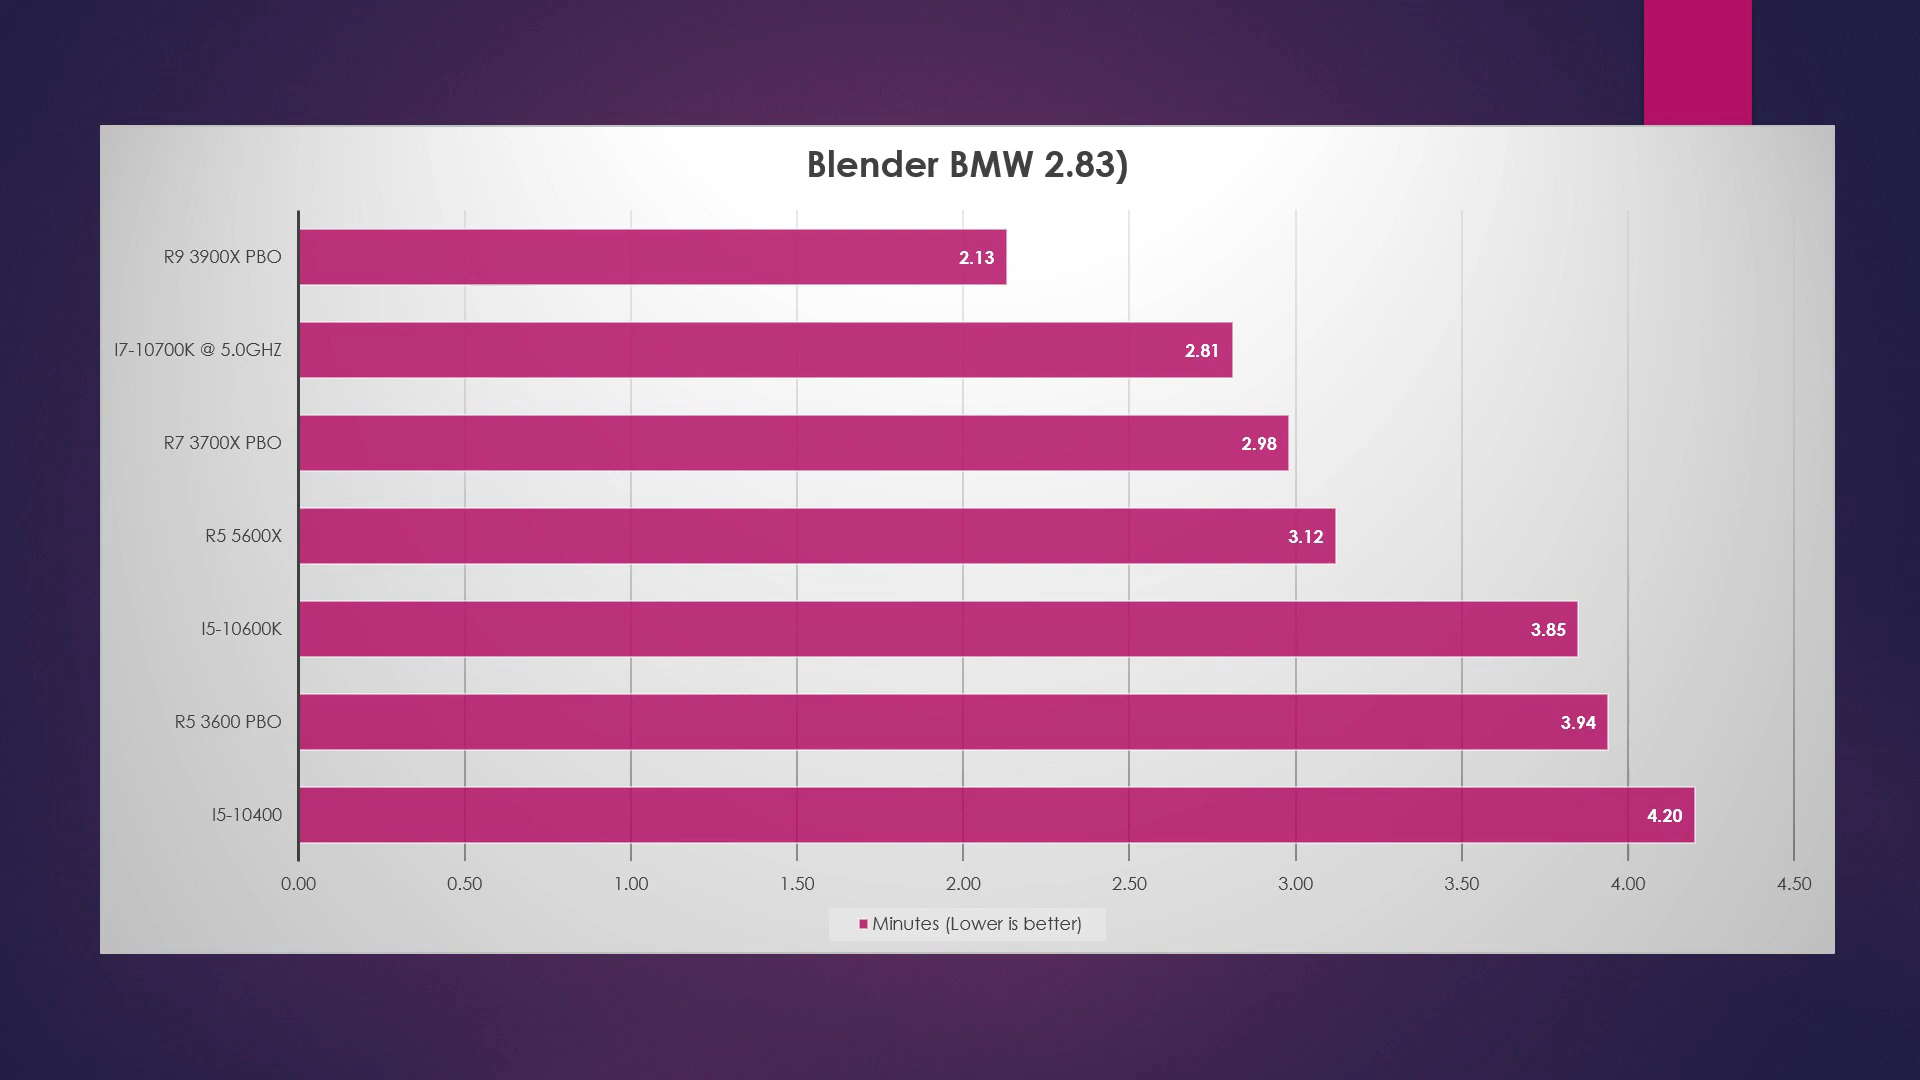 Blender BMW 2.83)
R9 3900X PBO 2.13
I7-10700K @ 5.0GHZ 2.81
R7 3700X PBO 2.98
R5 5600X 3.12
I5-10600K 3.85
R5 3600 PBO 3.94
I5-10400 4.20
0.00 0.50 1.00 1.50 2.00 2.50 3.00 3.50 4.00 4.50
Minutes (Lower is better)